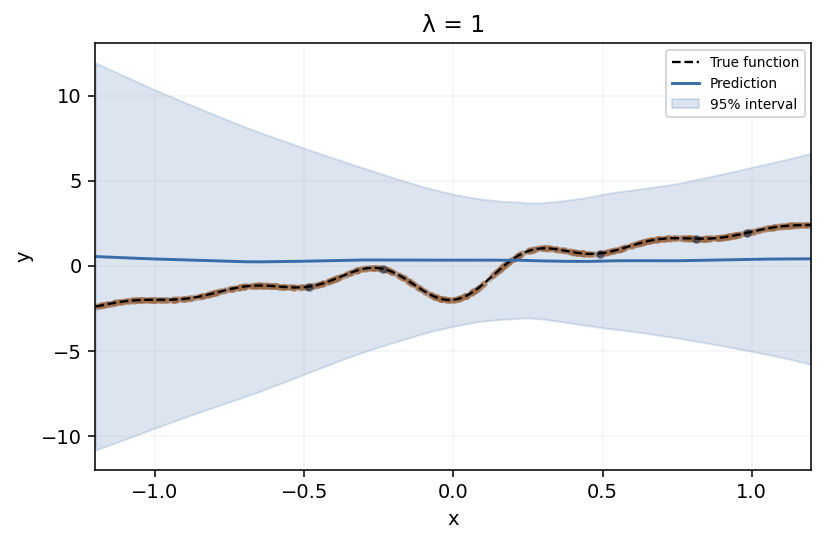 λ = 1
True function
Prediction
95% interval
10
5
0
−5
−10
y
−1.0 −0.5 0.0 0.5 1.0
x